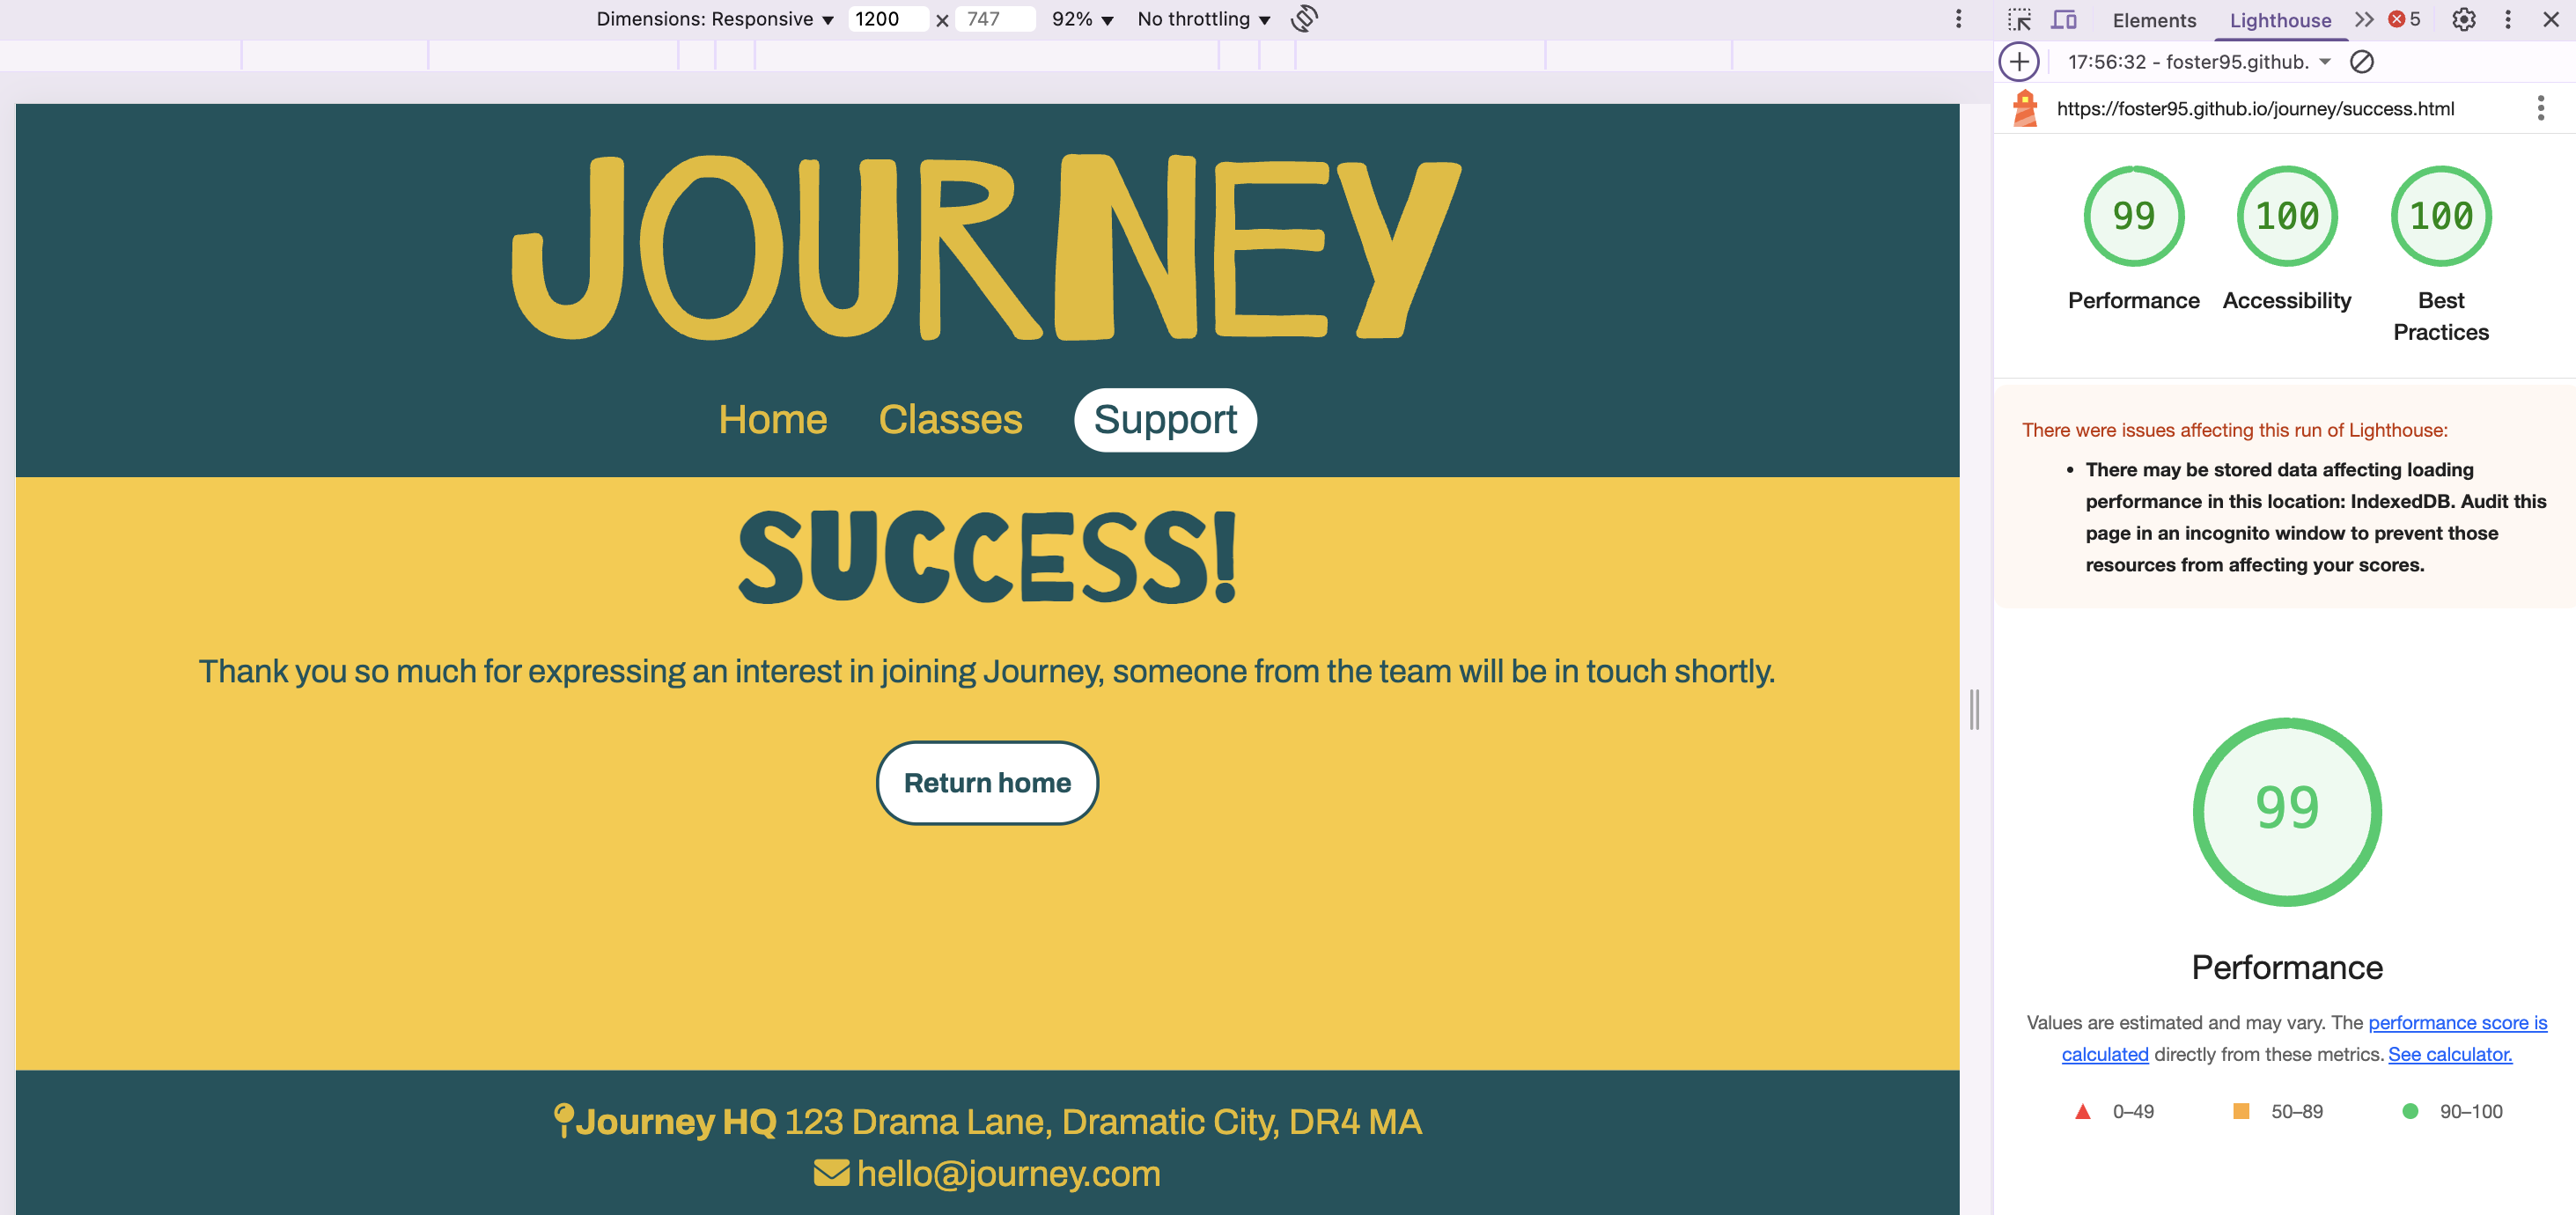 Dimensions: Responsive ▼ 1200 × 747 92% ▼ No throttling ▼
Elements Lighthouse 5
17:56:32 - foster95.github.
https://foster95.github.io/journey/success.html
JOURNEY
Home Classes Support
SUCCESS!
Thank you so much for expressing an interest in joining Journey, someone from the team will be in touch shortly.
Return home
Journey HQ 123 Drama Lane, Dramatic City, DR4 MA
hello@journey.com
99 100 100
Performance Accessibility Best
Practices
There were issues affecting this run of Lighthouse:
• There may be stored data affecting loading
performance in this location: IndexedDB. Audit this
page in an incognito window to prevent those
resources from affecting your scores.
99
Performance
Values are estimated and may vary. The performance score is
calculated directly from these metrics. See calculator.
0–49 50–89 90–100